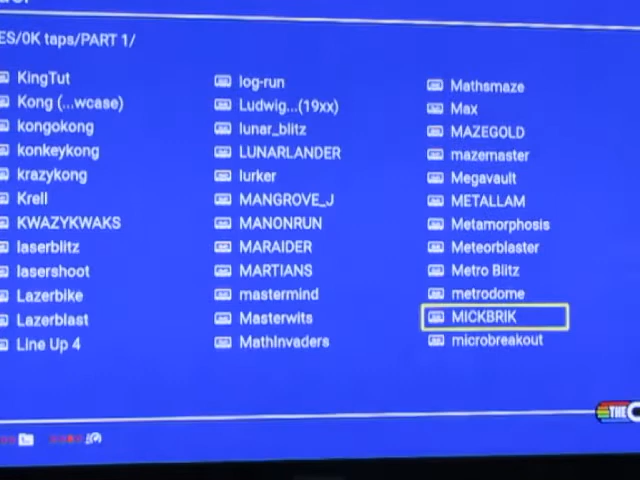 ES/0K taps/PART 1/
KingTut
Kong (...wcase)
kongokong
konkeykong
krazykong
Krell
KWAZYKWAKS
laserblitz
lasershoot
Lazerbike
Lazerblast
Line Up 4
log-run
Ludwig...(19xx)
lunar_blitz
LUNARLANDER
lurker
MANGROVE_J
MANONRUN
MARAIDER
MARTIANS
mastermind
Masterwits
MathInvaders
Mathsmaze
Max
MAZEGOLD
mazemaster
Megavault
METALLAM
Metamorphosis
Meteorblaster
Metro Blitz
metrodome
MICKBRIK
microbreakout
THE